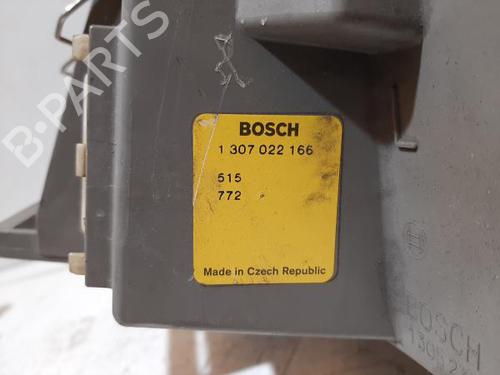 B-PARTS
BOSCH
1 307 022 166
515
772
Made in Czech Republic
BOSCH